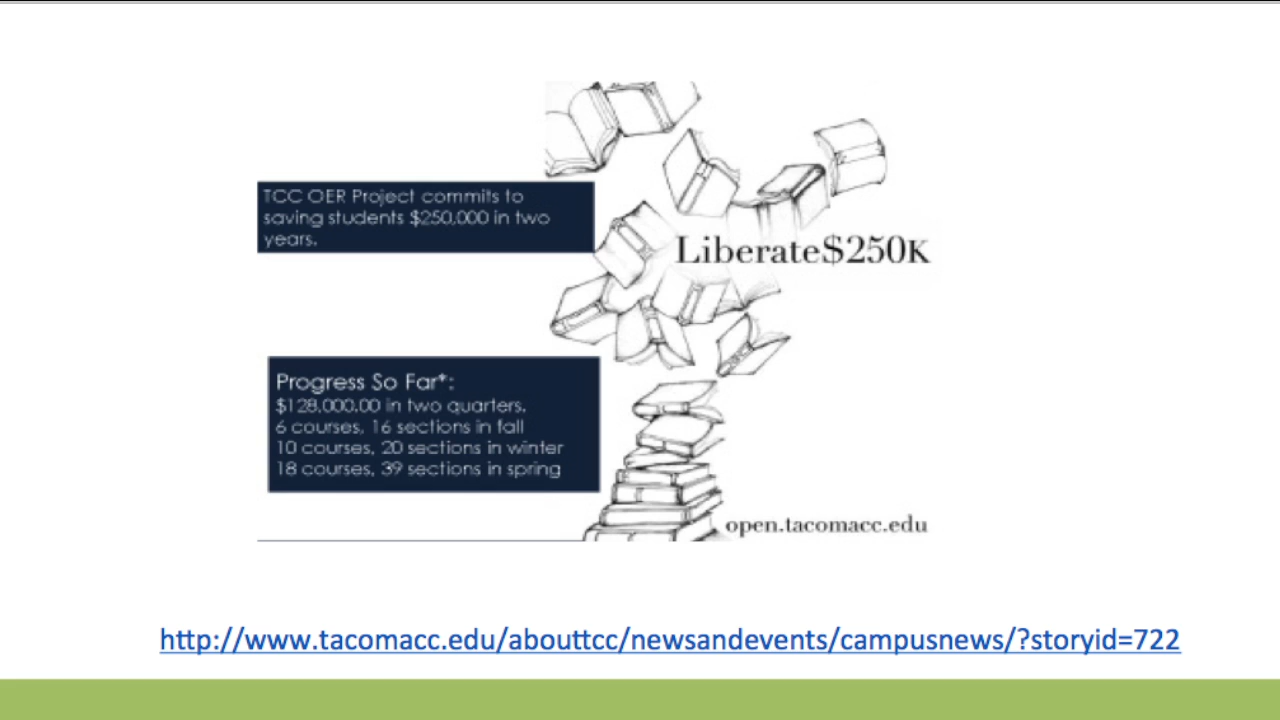 TCC OER Project commits to
saving students $250,000 in two
years.
Liberate$250K
Progress So Far*:
$128,000.00 in two quarters.
6 courses, 16 sections in fall
10 courses, 20 sections in winter
18 courses, 39 sections in spring
open.tacomacc.edu
http://www.tacomacc.edu/abouttcc/newsandevents/campusnews/?storyid=722